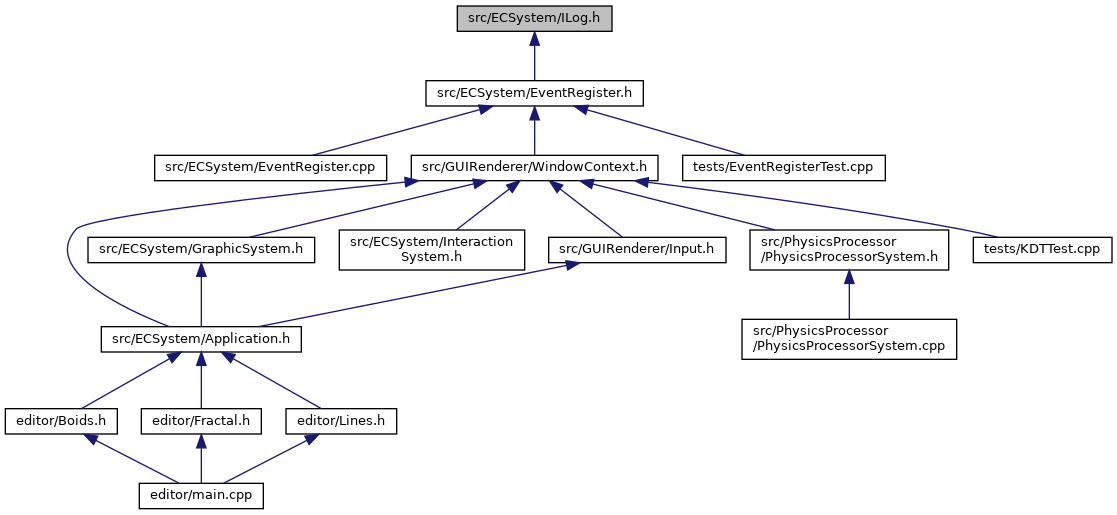 src/ECSystem/ILog.h
src/ECSystem/EventRegister.h
src/ECSystem/EventRegister.cpp
src/GUIRenderer/WindowContext.h
tests/EventRegisterTest.cpp
src/ECSystem/GraphicSystem.h
src/ECSystem/Interaction
System.h
src/GUIRenderer/Input.h
src/PhysicsProcessor
/PhysicsProcessorSystem.h
tests/KDTTest.cpp
src/ECSystem/Application.h
src/PhysicsProcessor
/PhysicsProcessorSystem.cpp
editor/Boids.h
editor/Fractal.h
editor/Lines.h
editor/main.cpp